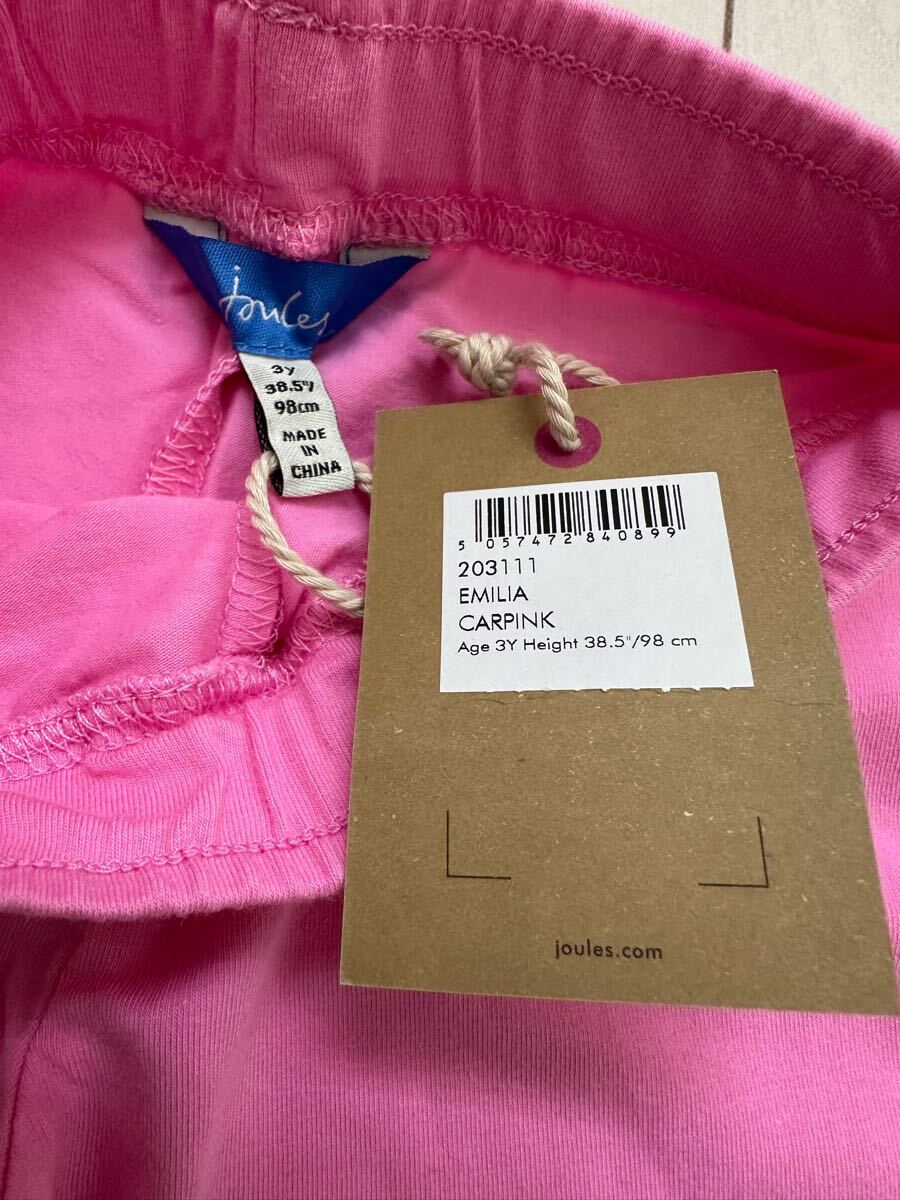 joules
3Y
38.5"/
98cm
MADE
IN
CHINA
5 057472 840899
203111
EMILIA
CARPINK
Age 3Y Height 38.5"/98 cm
joules.com